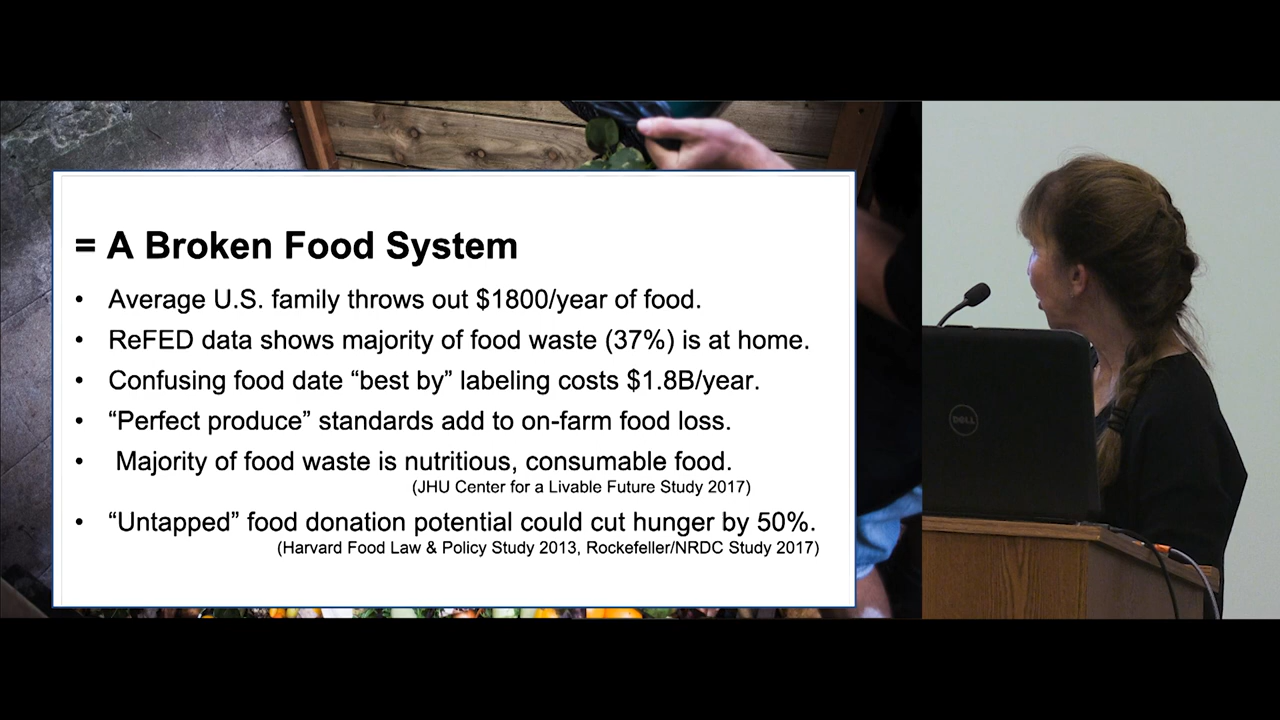 = A Broken Food System
• Average U.S. family throws out $1800/year of food.
• ReFED data shows majority of food waste (37%) is at home.
• Confusing food date “best by” labeling costs $1.8B/year.
• “Perfect produce” standards add to on-farm food loss.
• Majority of food waste is nutritious, consumable food.
(JHU Center for a Livable Future Study 2017)
• “Untapped” food donation potential could cut hunger by 50%.
(Harvard Food Law & Policy Study 2013, Rockefeller/NRDC Study 2017)
DELL